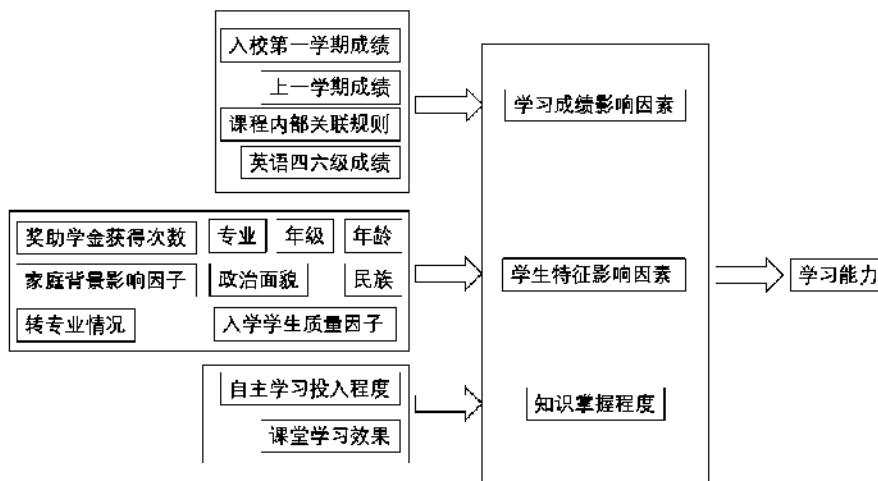 入校第一学期成绩
上一学期成绩
课程内部关联规则
英语四六级成绩
学习成绩影响因素
奖助学金获得次数 专业 年级 年龄
家庭背景影响因子 政治面貌 民族
转专业情况 入学学生质量因子
学生特征影响因素
学习能力
自主学习投入程度
课堂学习效果
知识掌握程度